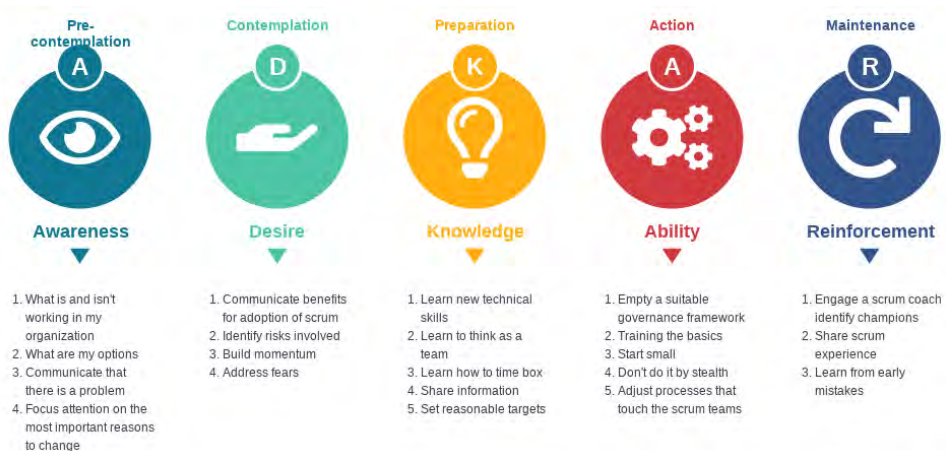 Pre-
contemplation
A
Awareness
1. What is and isn't
working in my
organization
2. What are my options
3. Communicate that
there is a problem
4. Focus attention on the
most important reasons
to change
Contemplation
D
Desire
1. Communicate benefits
for adoption of scrum
2. Identify risks involved
3. Build momentum
4. Address fears
Preparation
K
Knowledge
1. Learn new technical
skills
2. Learn to think as a
team
3. Learn how to time box
4. Share information
5. Set reasonable targets
Action
A
Ability
1. Empty a suitable
governance framework
2. Training the basics
3. Start small
4. Don't do it by stealth
5. Adjust processes that
touch the scrum teams
Maintenance
R
Reinforcement
1. Engage a scrum coach
identify champions
2. Share scrum
experience
3. Learn from early
mistakes